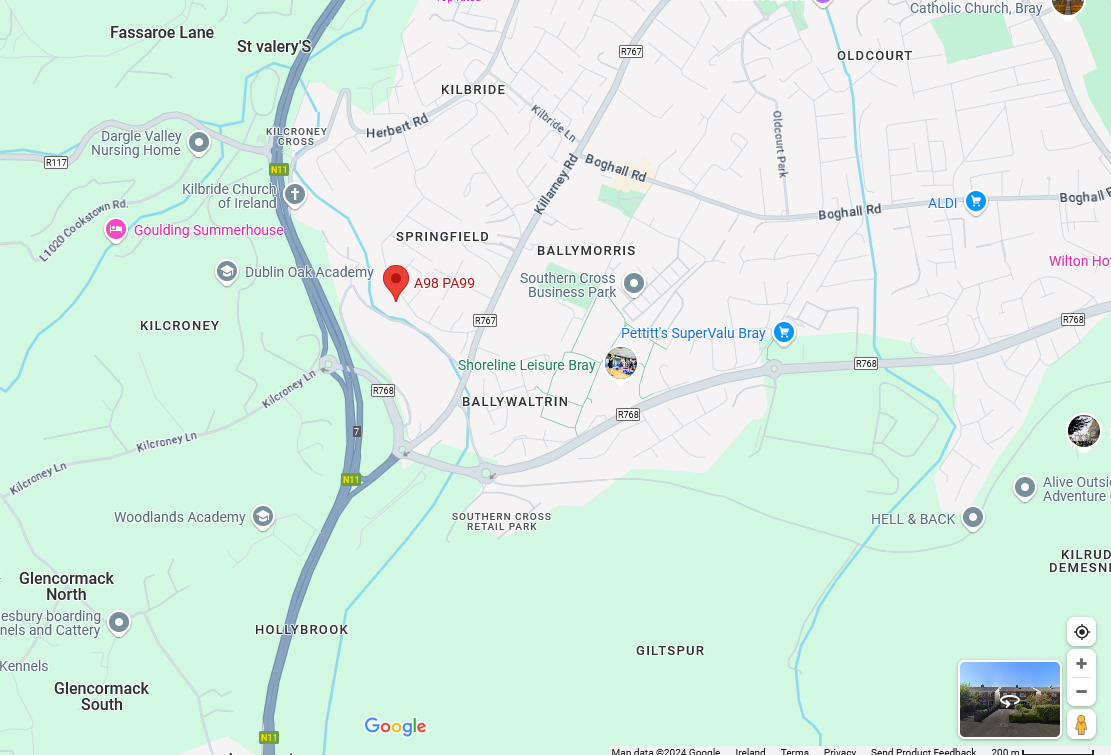 Top rated
Catholic Church, Bray
Fassaroe Lane
St valery'S
R767
OLDCOURT
KILBRIDE
Herbert Rd
Kilbride Ln
KILCRONEY
CROSS
Dargle Valley
Nursing Home
R117
N11
Oldcourt Park
Boghall Rd
Killarney Rd
Kilbride Church
of Ireland
L1020 Cookstown Rd.
Goulding Summerhouse
ALDI
Boghall Rd
Boghall R
SPRINGFIELD
BALLYMORRIS
Wilton Hot
Dublin Oak Academy
A98 PA99
Southern Cross
Business Park
KILCRONEY
R767
R768
Pettitt's SuperValu Bray
Shoreline Leisure Bray
R768
Kilcroney Ln
R768
BALLYWALTRIN
R768
7
Kilcroney Ln
Kilcroney Ln
N11
Alive Outsi
Adventure
Woodlands Academy
SOUTHERN CROSS
RETAIL PARK
HELL & BACK
KILRUD
DEMESN
Glencormack
North
esbury boarding
nels and Cattery
HOLLYBROOK
GILTSPUR
Kennels
Glencormack
South
N11
Google
Map data ©2024 Google
Ireland
Terms
Privacy
Send Product Feedback
200 m